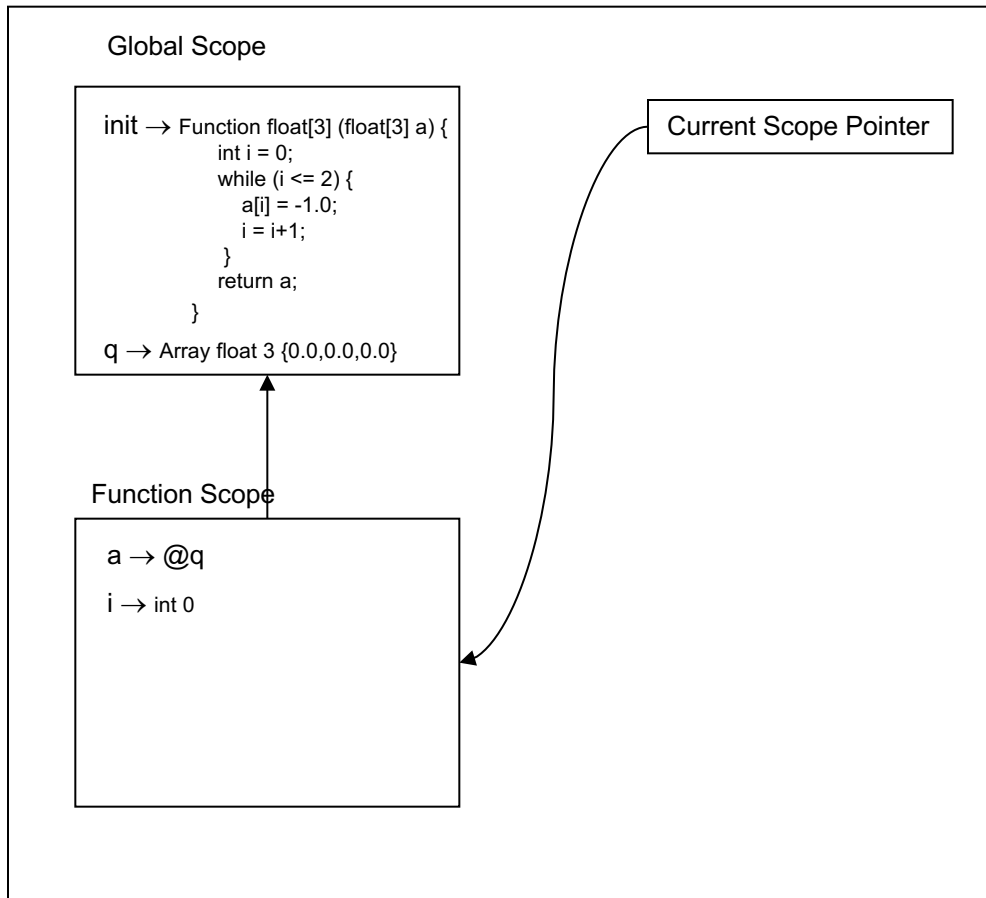 Global Scope
init → Function float[3] (float[3] a) {
int i = 0;
while (i <= 2) {
a[i] = -1.0;
i = i+1;
}
return a;
}
q → Array float 3 {0.0,0.0,0.0}
Current Scope Pointer
Function Scope
a → @q
i → int 0